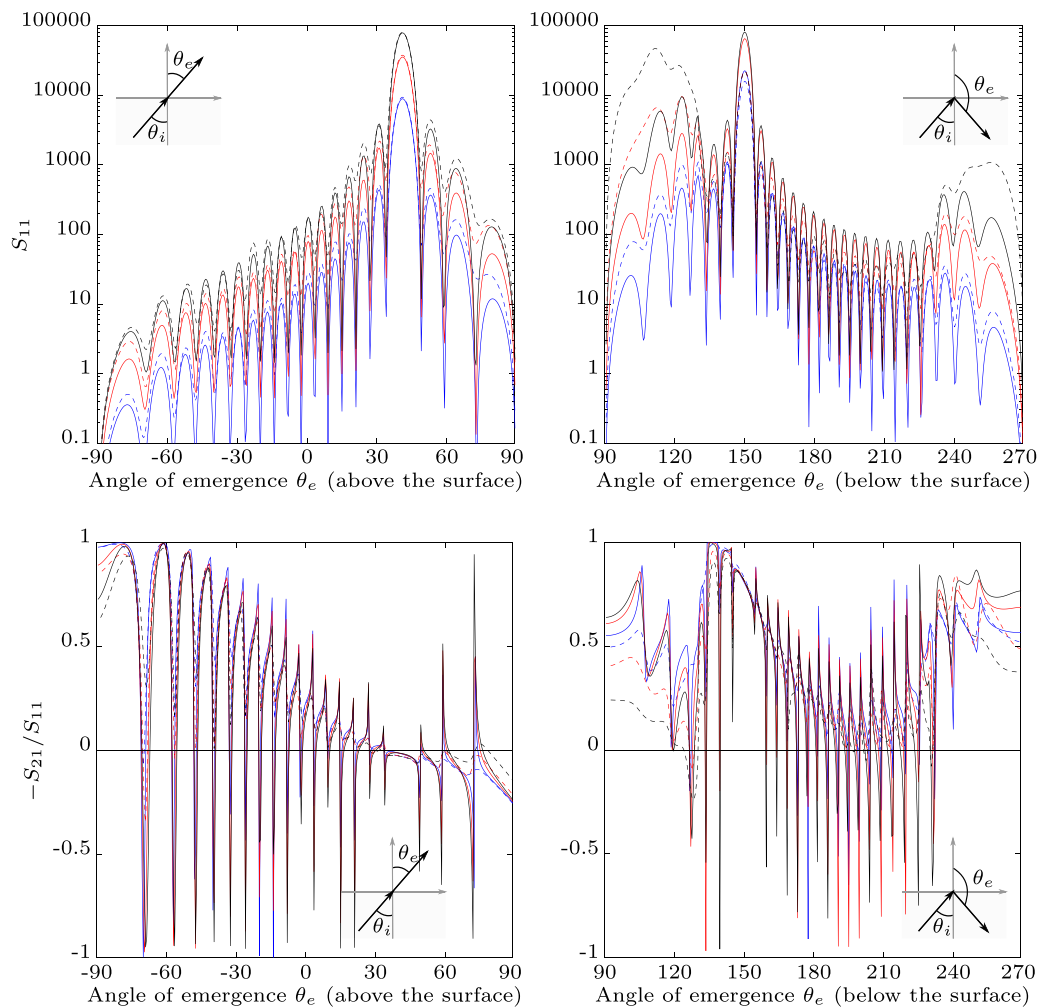 100000
10000
1000
100
10
1
0.1
S11
θe
θi
-90 -60 -30 0 30 60 90
Angle of emergence θe (above the surface)
100000
10000
1000
100
10
1
0.1
θe
θi
90 120 150 180 210 240 270
Angle of emergence θe (below the surface)
1
0.5
0
-0.5
-1
−S21/S11
θe
θi
-90 -60 -30 0 30 60 90
Angle of emergence θe (above the surface)
1
0.5
0
-0.5
-1
θe
θi
90 120 150 180 210 240 270
Angle of emergence θe (below the surface)